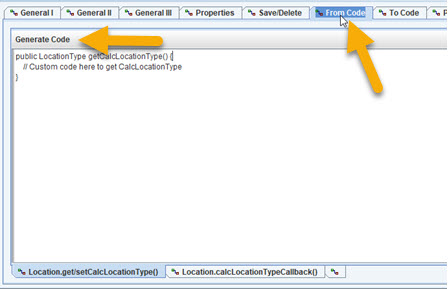 General I General II General III Properties Save/Delete From Code To Code
Generate Code
public LocationType getCalcLocationType() {
// Custom code here to get CalcLocationType
}
Location.get/setCalcLocationType() Location.calcLocationTypeCallback()